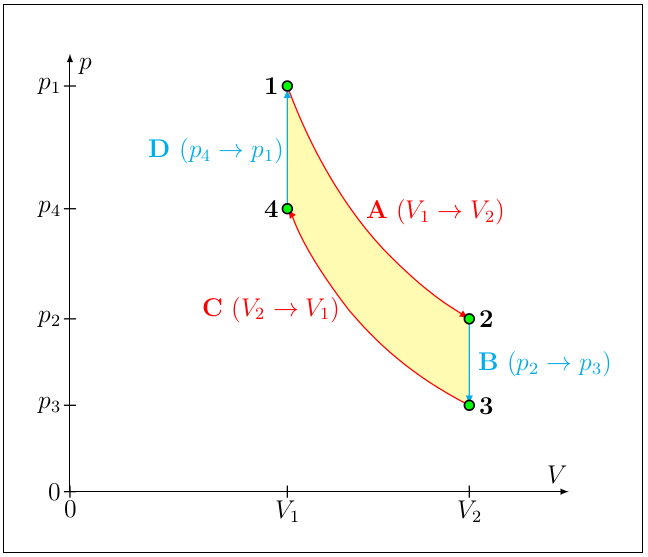 p
p₁
1
D (p₄ → p₁)
p₄
4
A (V₁ → V₂)
C (V₂ → V₁)
p₂
2
B (p₂ → p₃)
p₃
3
V
0
0
V₁
V₂